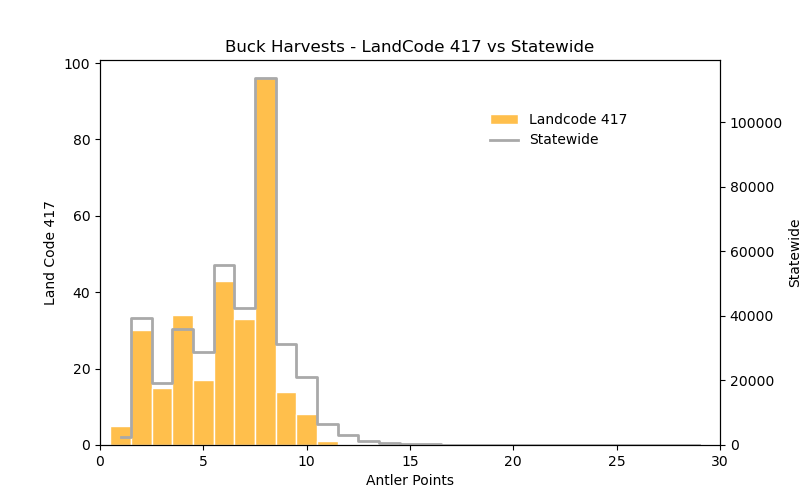 Buck Harvests - LandCode 417 vs Statewide
100
80
60
40
20
0
Land Code 417
Landcode 417
Statewide
100000
80000
60000
40000
20000
0
Statewide
0 5 10 15 20 25 30
Antler Points